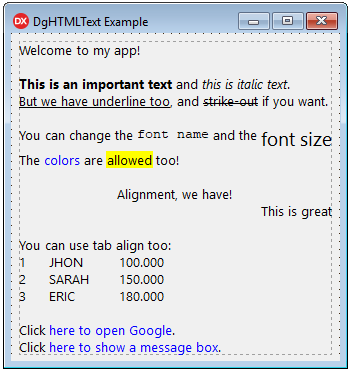 DX DgHTMLText Example
Welcome to my app!
This is an important text and this is italic text.
But we have underline too, and strike-out if you want.
You can change the font name and the font size
The colors are allowed too!
Alignment, we have!
This is great
You can use tab align too:
1 JHON 100.000
2 SARAH 150.000
3 ERIC 180.000
Click here to open Google.
Click here to show a message box.